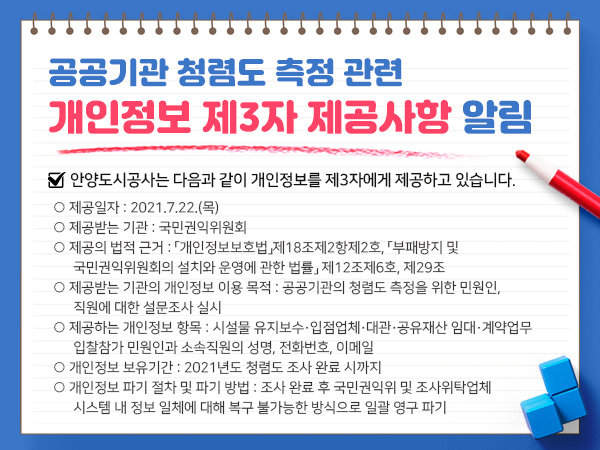 공공기관 청렴도 측정 관련
개인정보 제3자 제공사항 알림
안양도시공사는 다음과 같이 개인정보를 제3자에게 제공하고 있습니다.
○ 제공일자 : 2021.7.22.(목)
○ 제공받는 기관 : 국민권익위원회
○ 제공의 법적 근거 : 「개인정보보호법」제18조제2항제2호, 「부패방지 및
국민권익위원회의 설치와 운영에 관한 법률」 제12조제6호, 제29조
○ 제공받는 기관의 개인정보 이용 목적 : 공공기관의 청렴도 측정을 위한 민원인,
직원에 대한 설문조사 실시
○ 제공하는 개인정보 항목 : 시설물 유지보수·입점업체·대관·공유재산 임대·계약업무
입찰참가 민원인과 소속직원의 성명, 전화번호, 이메일
○ 개인정보 보유기간 : 2021년도 청렴도 조사 완료 시까지
○ 개인정보 파기 절차 및 파기 방법 : 조사 완료 후 국민권익위 및 조사위탁업체
시스템 내 정보 일체에 대해 복구 불가능한 방식으로 일괄 영구 파기